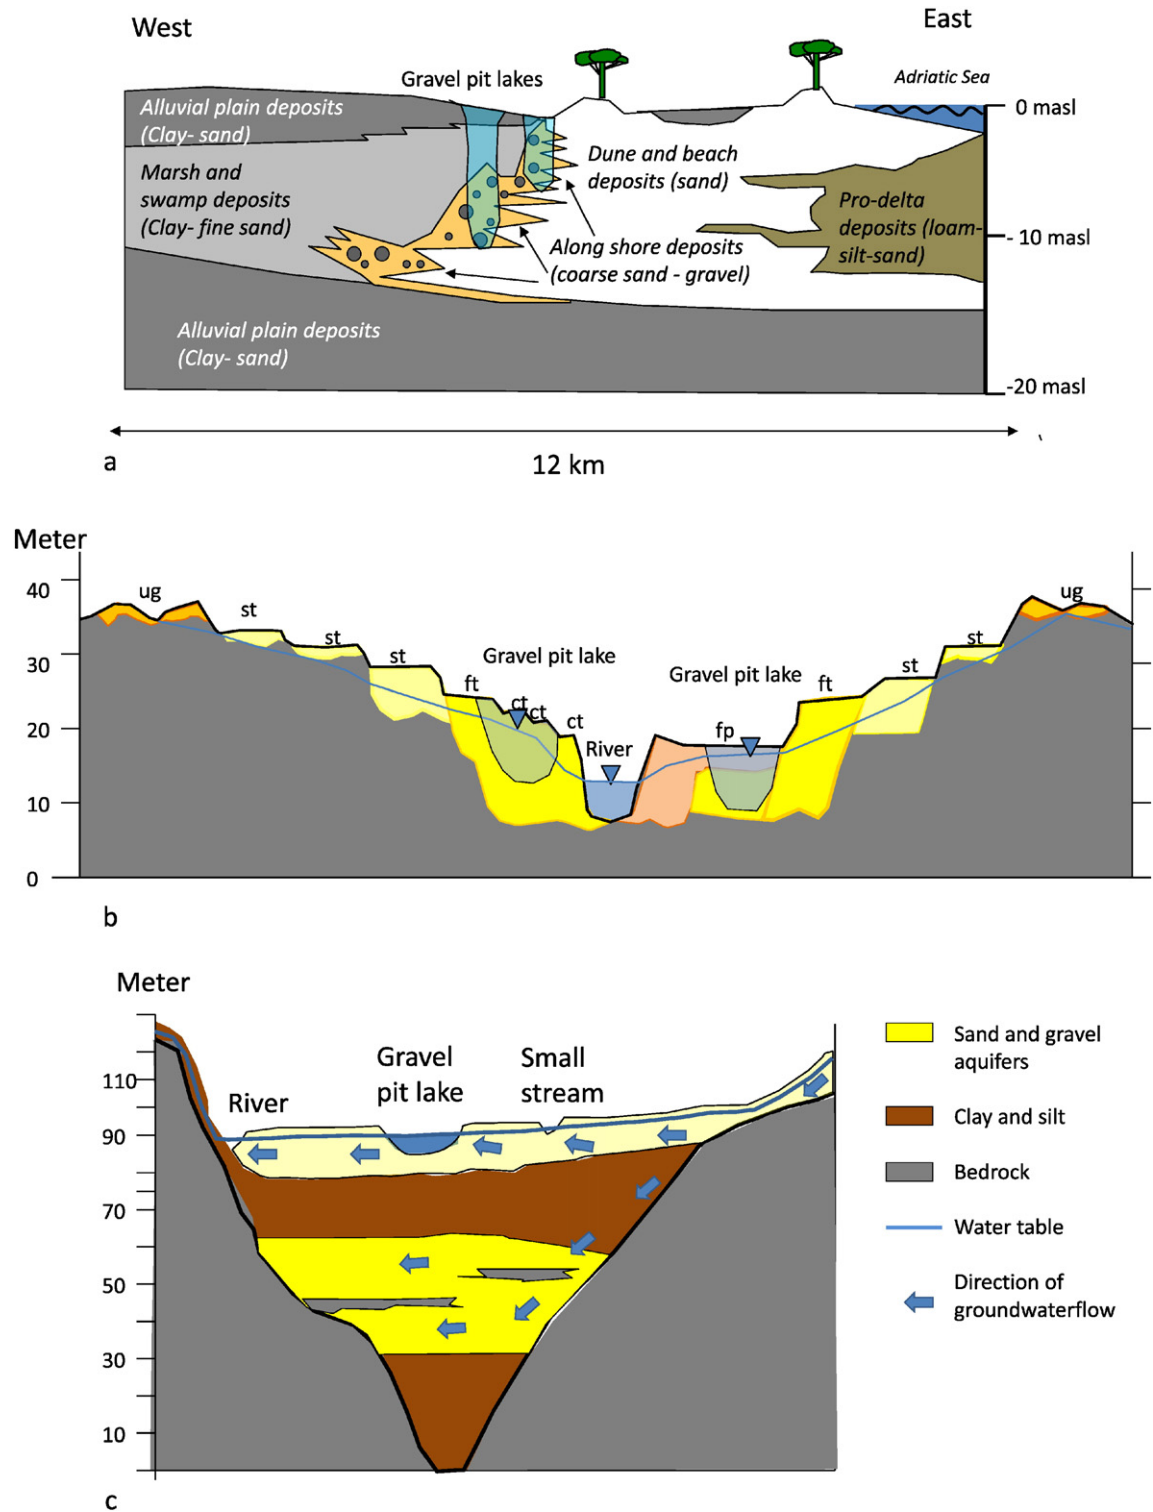 West
East
Gravel pit lakes
Adriatic Sea
0 masl
Alluvial plain deposits
(Clay- sand)
Marsh and
swamp deposits
(Clay- fine sand)
Dune and beach
deposits (sand)
Pro-delta
deposits (loam-
silt-sand)
- 10 masl
Along shore deposits
(coarse sand - gravel)
Alluvial plain deposits
(Clay- sand)
-20 masl
a
12 km
Meter
40
30
20
10
0
ug
st
st
st
ft
Gravel pit lake
ct
ct
ct
River
Gravel pit lake
fp
ft
st
st
ug
b
Meter
110
90
70
50
30
10
River
Gravel
pit lake
Small
stream
Sand and gravel
aquifers
Clay and silt
Bedrock
Water table
Direction of
groundwaterflow
c